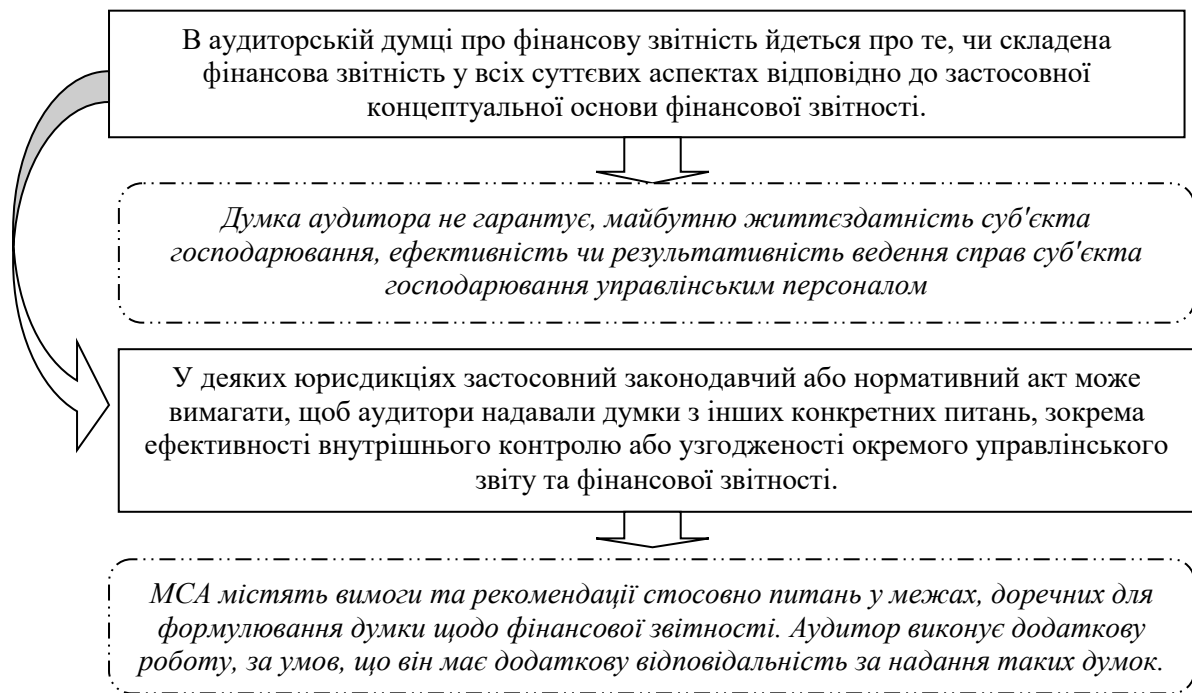 В аудиторській думці про фінансову звітність йдеться про те, чи складена
фінансова звітність у всіх суттєвих аспектах відповідно до застосовної
концептуальної основи фінансової звітності.
Думка аудитора не гарантує, майбутню життєздатність суб'єкта
господарювання, ефективність чи результативність ведення справ суб'єкта
господарювання управлінським персоналом
У деяких юрисдикціях застосовний законодавчий або нормативний акт може
вимагати, щоб аудитори надавали думки з інших конкретних питань, зокрема
ефективності внутрішнього контролю або узгодженості окремого управлінського
звіту та фінансової звітності.
МСА містять вимоги та рекомендації стосовно питань у межах, доречних для
формулювання думки щодо фінансової звітності. Аудитор виконує додаткову
роботу, за умов, що він має додаткову відповідальність за надання таких думок.